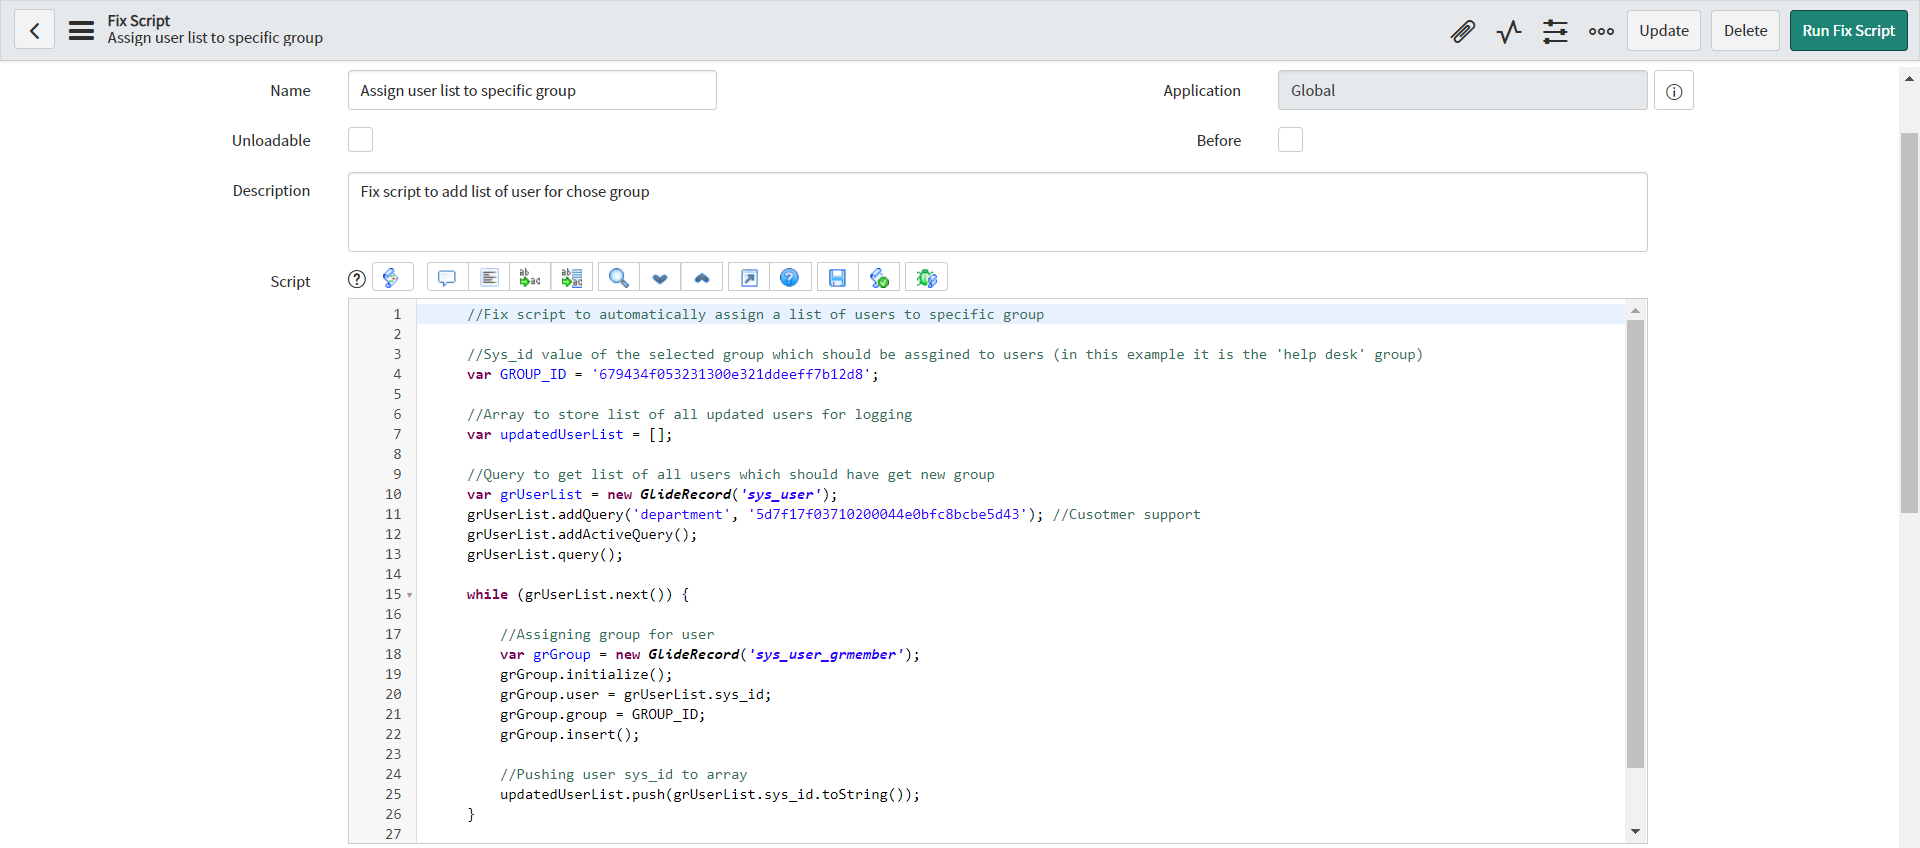 Fix Script
Assign user list to specific group
Update
Delete
Run Fix Script
Name
Assign user list to specific group
Application
Global
Unloadable
Before
Description
Fix script to add list of user for chose group
Script
1 //Fix script to automatically assign a list of users to specific group
2
3 //Sys_id value of the selected group which should be assgined to users (in this example it is the 'help desk' group)
4 var GROUP_ID = '679434f053231300e321ddeeff7b12d8';
5
6 //Array to store list of all updated users for logging
7 var updatedUserList = [];
8
9 //Query to get list of all users which should have get new group
10 var grUserList = new GlideRecord('sys_user');
11 grUserList.addQuery('department', '5d7f17f03710200044e0bfc8bcbe5d43'); //Cusotmer support
12 grUserList.addActiveQuery();
13 grUserList.query();
14
15 while (grUserList.next()) {
16
17 //Assigning group for user
18 var grGroup = new GlideRecord('sys_user_grmember');
19 grGroup.initialize();
20 grGroup.user = grUserList.sys_id;
21 grGroup.group = GROUP_ID;
22 grGroup.insert();
23
24 //Pushing user sys_id to array
25 updatedUserList.push(grUserList.sys_id.toString());
26 }
27